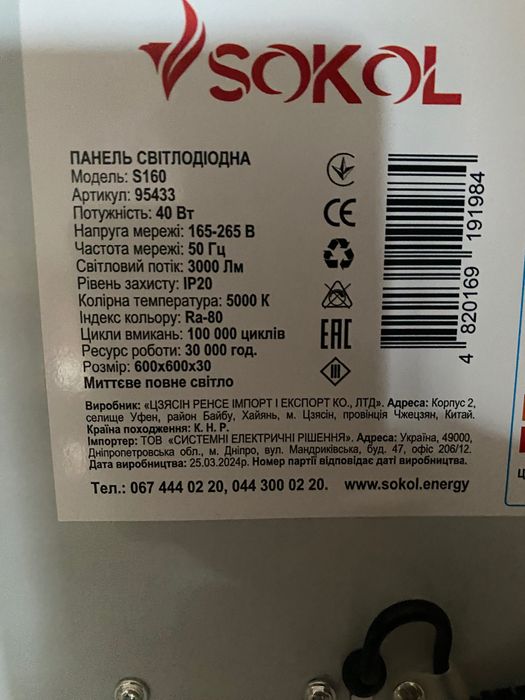 SOKOL
ПАНЕЛЬ СВІТЛОДІОДНА
Модель: S160
Артикул: 95433
Потужність: 40 Вт
Напруга мережі: 165-265 В
Частота мережі: 50 Гц
Світловий потік: 3000 Лм
Рівень захисту: IP20
Колірна температура: 5000 К
Індекс кольору: Ra-80
Цикли вмикань: 100 000 циклів
Ресурс роботи: 30 000 год.
Розмір: 600х600х30
Миттєве повне світло
CE
EAC
III
4 820169 191984
Виробник: «ЦЗЯСІН РЕНСЕ ІМПОРТ І ЕКСПОРТ КО., ЛТД». Адреса: Корпус 2,
селище Уфен, район Байбу, Хайянь, м. Цзясін, провінція Чжецзян, Китай.
Країна походження: К. Н. Р.
Імпортер: ТОВ «СИСТЕМНІ ЕЛЕКТРИЧНІ РІШЕННЯ». Адреса: Україна, 49000,
Дніпропетровська обл., м. Дніпро, вул. Мандриківська, буд. 47, офіс 206/12.
Дата виробництва: 25.03.2024р. Номер партії відповідає даті виробництва.
Тел.: 067 444 02 20, 044 300 02 20. www.sokol.energy